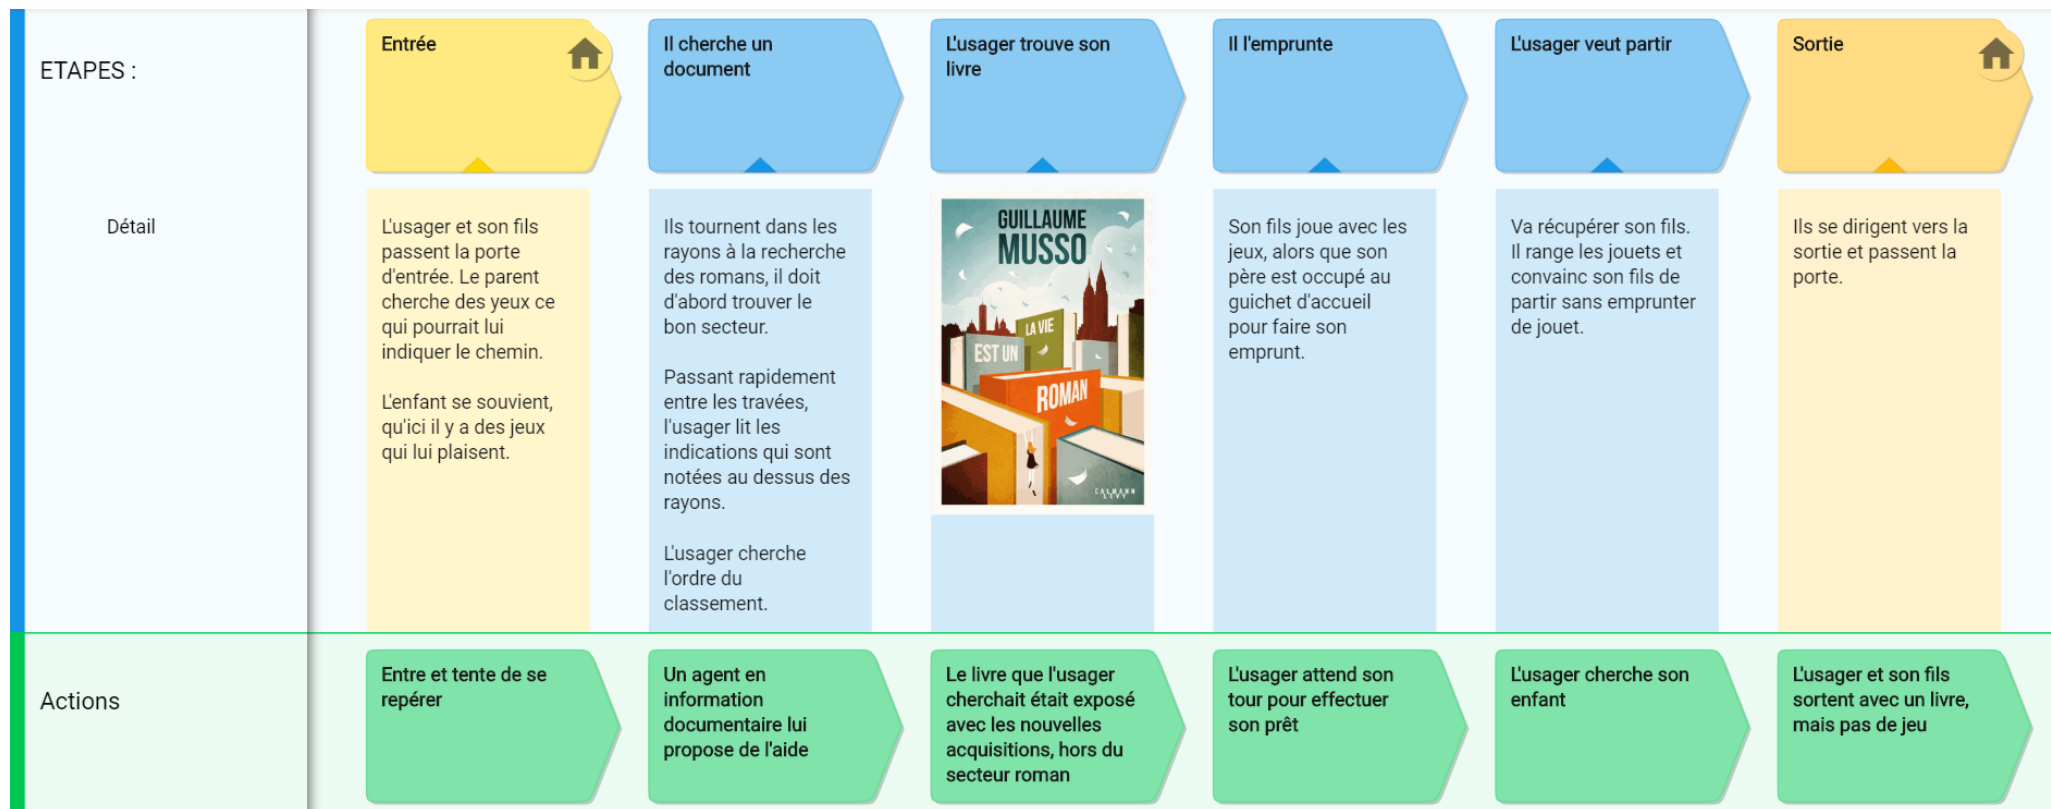 ETAPES :
Entrée
Il cherche un
document
L'usager trouve son
livre
Il l'emprunte
L'usager veut partir
Sortie
Détail
L'usager et son fils
passent la porte
d'entrée. Le parent
cherche des yeux ce
qui pourrait lui
indiquer le chemin.
L'enfant se souvient,
qu'ici il y a des jeux
qui lui plaisent.
Ils tournent dans les
rayons à la recherche
des romans, il doit
d'abord trouver le
bon secteur.
Passant rapidement
entre les travées,
l'usager lit les
indications qui sont
notées au dessus des
rayons.
L'usager cherche
l'ordre du
classement.
GUILLAUME
MUSSO
LA VIE
EST UN
ROMAN
CALMANN
LEVY
Son fils joue avec les
jeux, alors que son
père est occupé au
guichet d'accueil
pour faire son
emprunt.
Va récupérer son fils.
Il range les jouets et
convainc son fils de
partir sans emprunter
de jouet.
Ils se dirigent vers la
sortie et passent la
porte.
Actions
Entre et tente de se
repérer
Un agent en
information
documentaire lui
propose de l'aide
Le livre que l'usager
cherchait était exposé
avec les nouvelles
acquisitions, hors du
secteur roman
L'usager attend son
tour pour effectuer
son prêt
L'usager cherche son
enfant
L'usager et son fils
sortent avec un livre,
mais pas de jeu